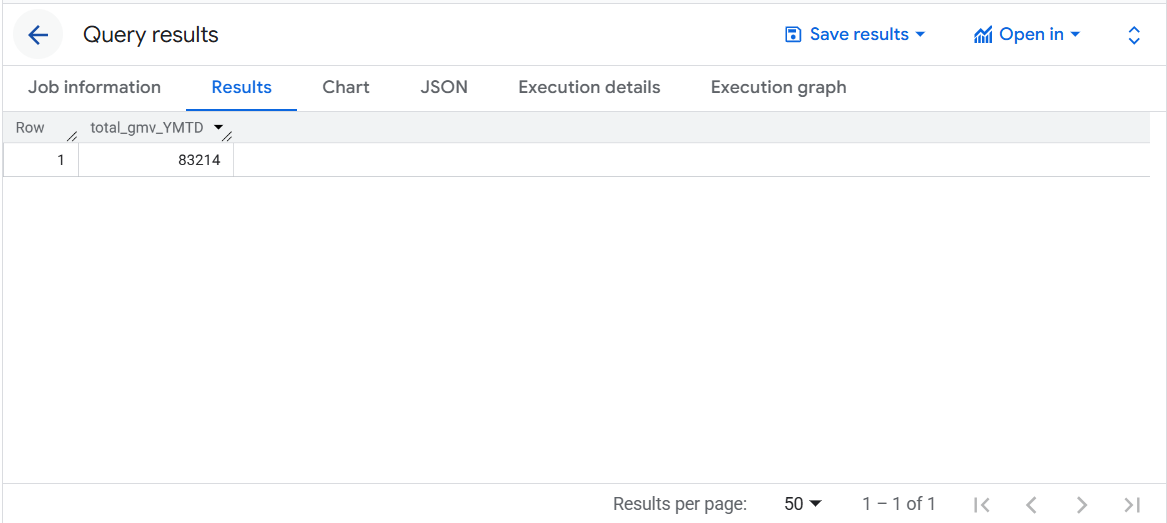 Query results
Save results
Open in
Job information Results Chart JSON Execution details Execution graph
Row total_gmv_YMTD
1 83214
Results per page: 50 1 – 1 of 1